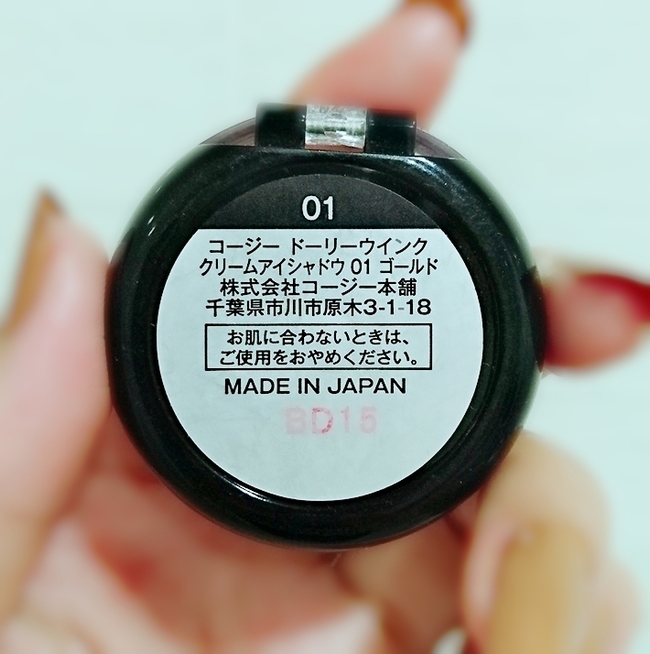 01
コージー ドーリーウインク
クリームアイシャドウ 01 ゴールド
株式会社コージー本舗
千葉県市川市原木3-1-18
お肌に合わないときは、
ご使用をおやめください。
MADE IN JAPAN
BD15